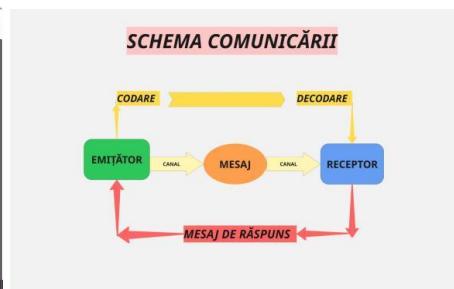 SCHEMA COMUNICĂRII
CODARE
DECODARE
EMIȚĂTOR
CANAL
MESAJ
CANAL
RECEPTOR
MESAJ DE RĂSPUNS